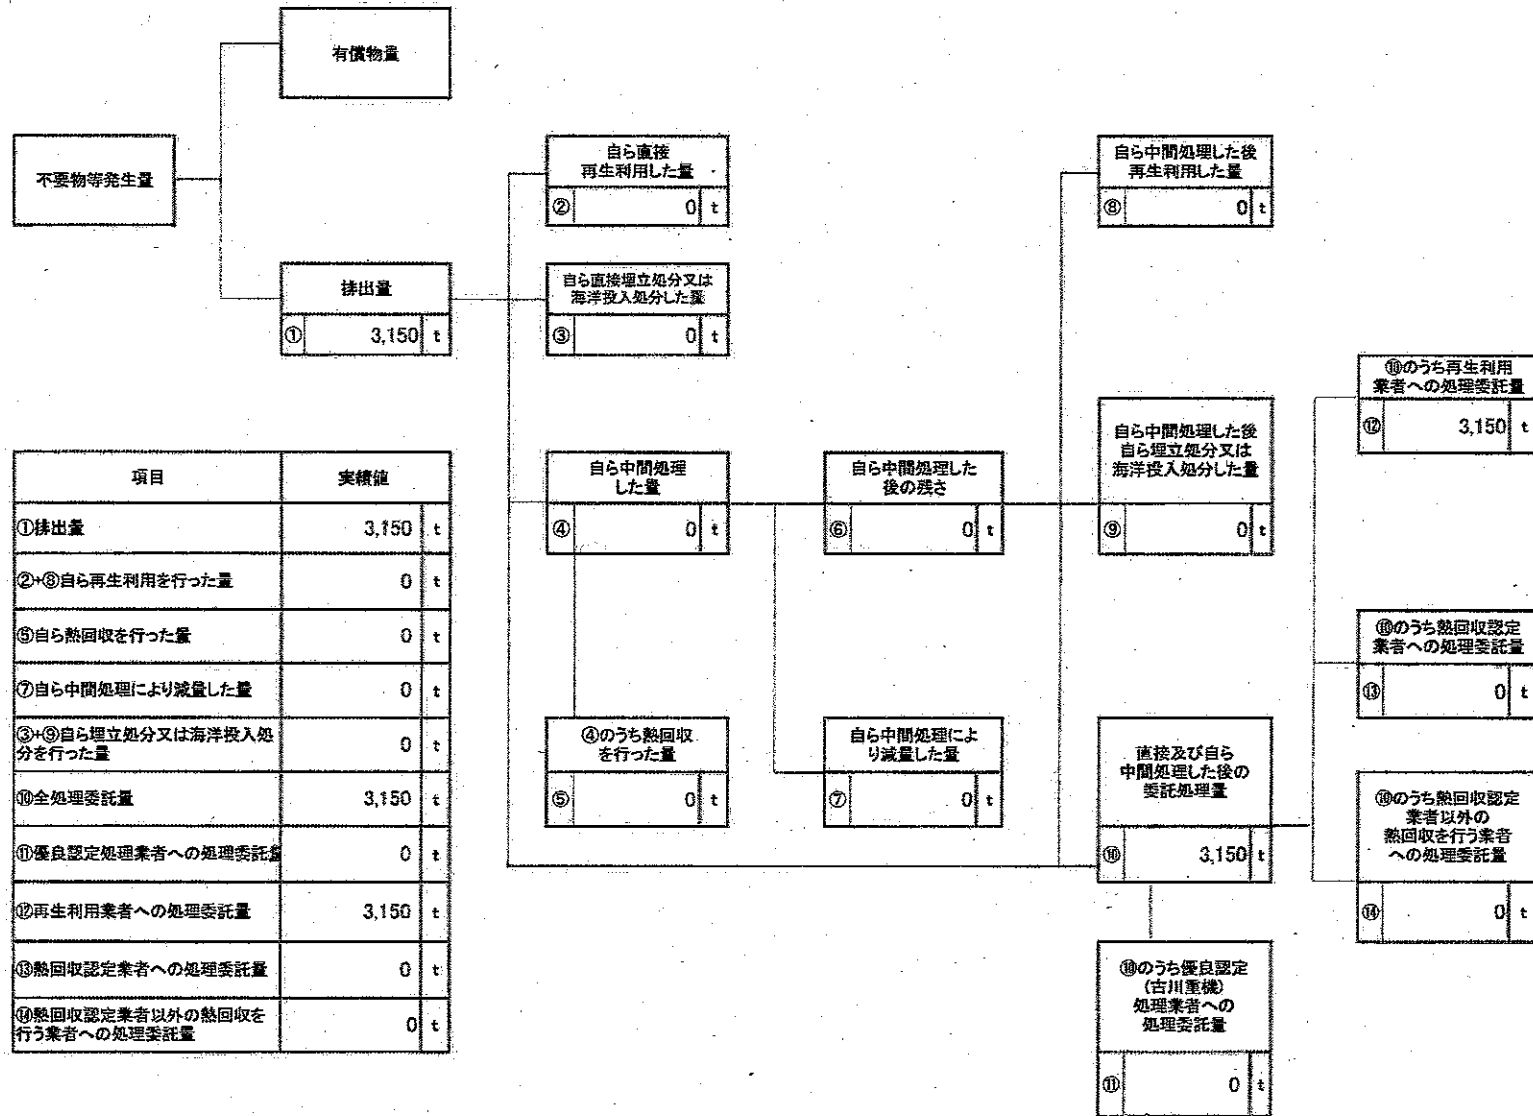 有償物量
不要物等発生量
排出量
① 3,150 t
自ら直接
再生利用した量
② 0 t
自ら直接埋立処分又は
海洋投入処分した量
③ 0 t
自ら中間処理
した量
④ 0 t
④のうち熱回収
を行った量
⑤ 0 t
自ら中間処理した
後の残さ
⑥ 0 t
自ら中間処理によ
り減量した量
⑦ 0 t
自ら中間処理した後
再生利用した量
⑧ 0 t
自ら中間処理した後
自ら埋立処分又は
海洋投入処分した量
⑨ 0 t
直接及び自ら
中間処理した後の
委託処理量
⑩ 3,150 t
⑩のうち優良認定
(古川重機)
処理業者への
処理委託量
⑪ 0 t
⑩のうち再生利用
業者への処理委託量
⑫ 3,150 t
⑩のうち熱回収認定
業者への処理委託量
⑬ 0 t
⑩のうち熱回収認定
業者以外の
熱回収を行う業者
への処理委託量
⑭ 0 t
項目 実績値
①排出量 3,150 t
②+⑧自ら再生利用を行った量 0 t
⑤自ら熱回収を行った量 0 t
⑦自ら中間処理により減量した量 0 t
③+⑨自ら埋立処分又は海洋投入処
分を行った量 0 t
⑩全処理委託量 3,150 t
⑪優良認定処理業者への処理委託量 0 t
⑫再生利用業者への処理委託量 3,150 t
⑬熱回収認定業者への処理委託量 0 t
⑭熱回収認定業者以外の熱回収を
行う業者への処理委託量 0 t